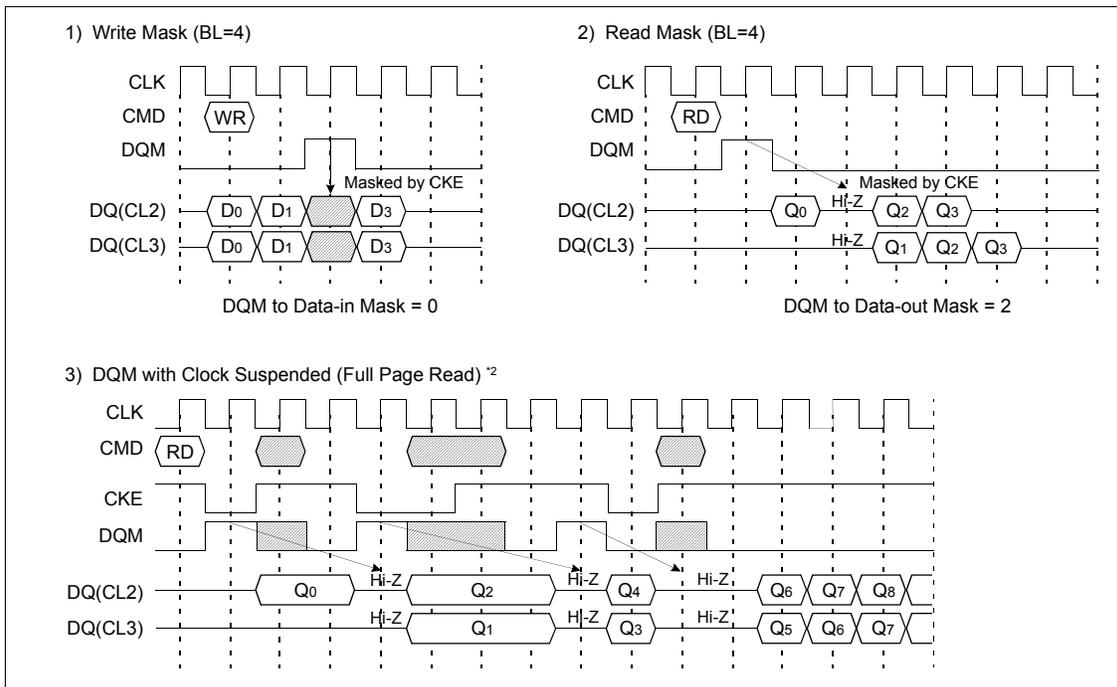 1) Write Mask (BL=4)
CLK
CMD
WR
DQM
Masked by CKE
DQ(CL2)
D0 D1 D3
DQ(CL3)
D0 D1 D3
DQM to Data-in Mask = 0
2) Read Mask (BL=4)
CLK
CMD
RD
DQM
Masked by CKE
DQ(CL2)
Q0 Hi-Z Q2 Q3
DQ(CL3)
Hi-Z Q1 Q2 Q3
DQM to Data-out Mask = 2
3) DQM with Clock Suspended (Full Page Read) *2
CLK
CMD
RD
CKE
DQM
DQ(CL2)
Q0 Hi-Z Q2 Hi-Z Q4 Hi-Z Q6 Q7 Q8
DQ(CL3)
Hi-Z Q1 Hi-Z Q3 Hi-Z Q5 Q6 Q7